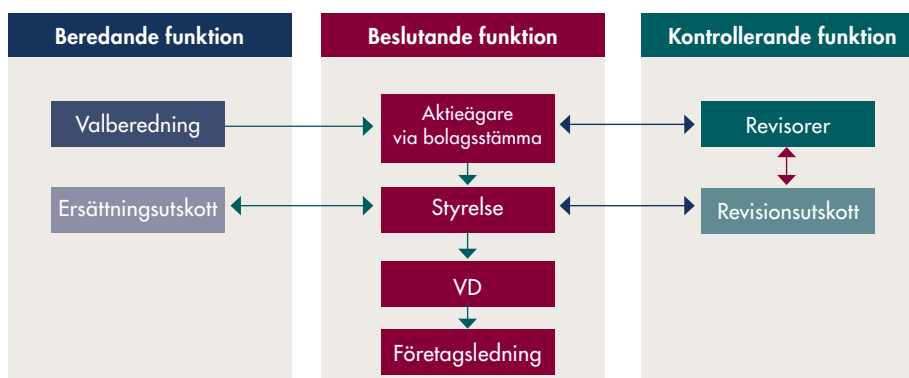 Beredande funktion
Beslutande funktion
Kontrollerande funktion
Valberedning
Aktieägare
via bolagsstämma
Revisorer
Ersättningsutskott
Styrelse
Revisionsutskott
VD
Företagsledning